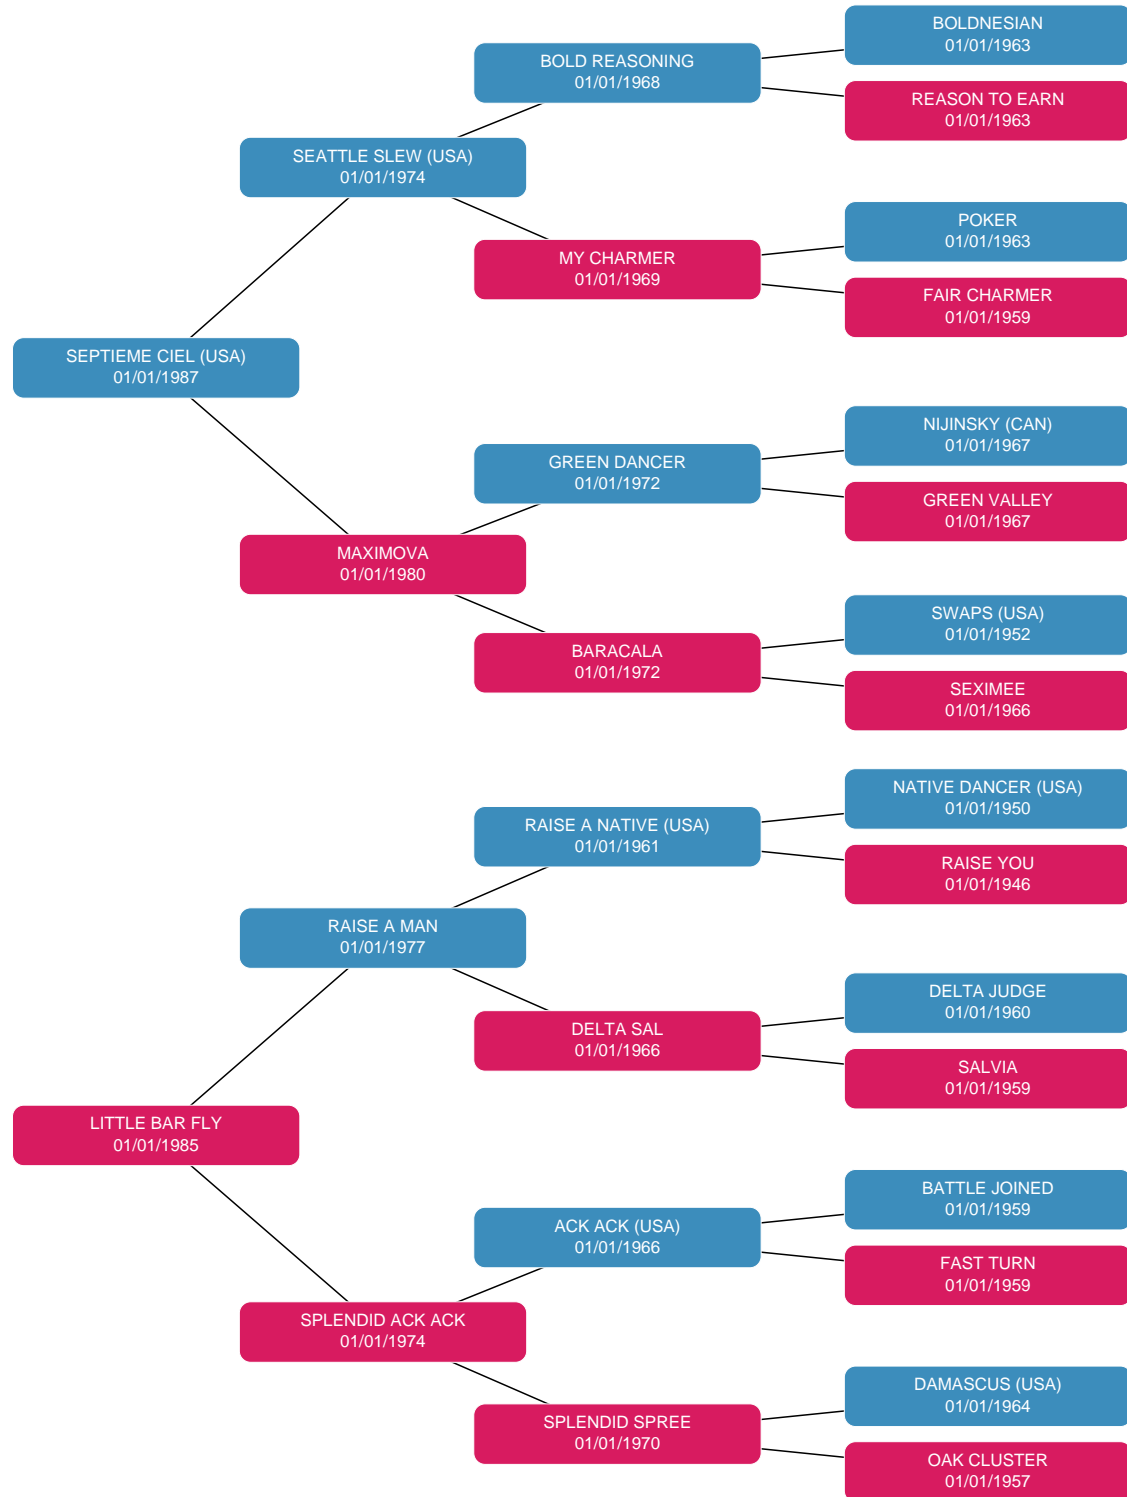 BOLDNESIAN
01/01/1963
BOLD REASONING
01/01/1968
REASON TO EARN
01/01/1963
SEATTLE SLEW (USA)
01/01/1974
POKER
01/01/1963
MY CHARMER
01/01/1969
FAIR CHARMER
01/01/1959
SEPTIEME CIEL (USA)
01/01/1987
NIJINSKY (CAN)
01/01/1967
GREEN DANCER
01/01/1972
GREEN VALLEY
01/01/1967
MAXIMOVA
01/01/1980
SWAPS (USA)
01/01/1952
BARACALA
01/01/1972
SEXIMEE
01/01/1966
NATIVE DANCER (USA)
01/01/1950
RAISE A NATIVE (USA)
01/01/1961
RAISE YOU
01/01/1946
RAISE A MAN
01/01/1977
DELTA JUDGE
01/01/1960
DELTA SAL
01/01/1966
SALVIA
01/01/1959
LITTLE BAR FLY
01/01/1985
BATTLE JOINED
01/01/1959
ACK ACK (USA)
01/01/1966
FAST TURN
01/01/1959
SPLENDID ACK ACK
01/01/1974
DAMASCUS (USA)
01/01/1964
SPLENDID SPREE
01/01/1970
OAK CLUSTER
01/01/1957